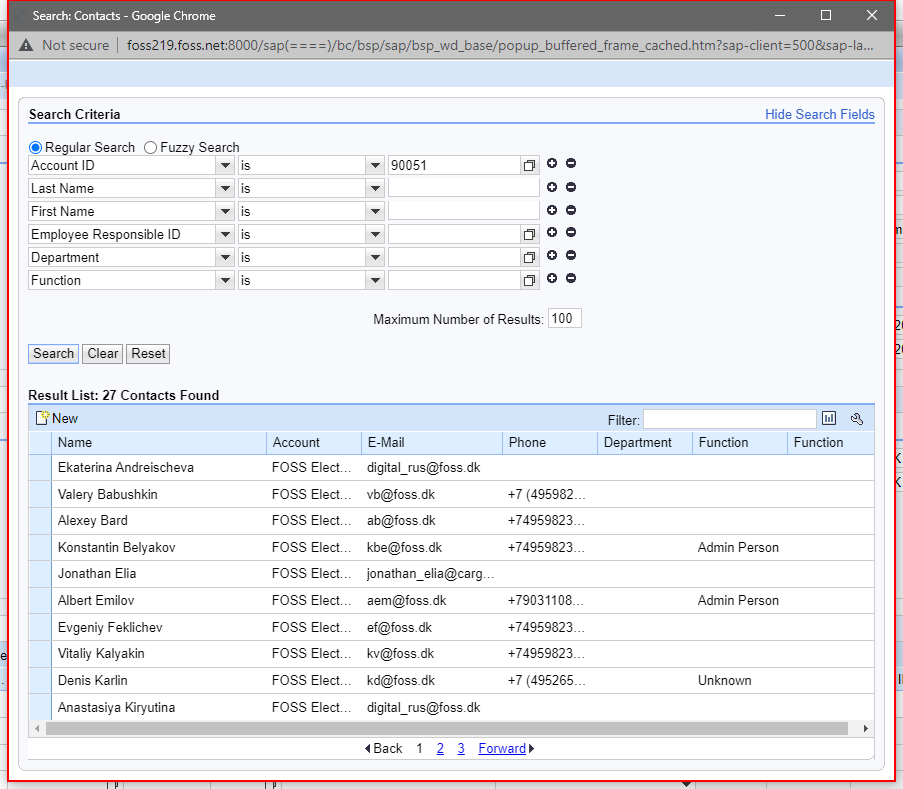 Search: Contacts - Google Chrome
Not secure foss219.foss.net:8000/sap(====)/bc/bsp/sap/bsp_wd_base/popup_buffered_frame_cached.htm?sap-client=500&sap-la...
Search Criteria Hide Search Fields
Regular Search Fuzzy Search
Account ID is 90051
Last Name is
First Name is
Employee Responsible ID is
Department is
Function is
Maximum Number of Results: 100
Search Clear Reset
Result List: 27 Contacts Found
New Filter:
Name Account E-Mail Phone Department Function Function
Ekaterina Andreischeva FOSS Elect... digital_rus@foss.dk
Valery Babushkin FOSS Elect... vb@foss.dk +7 (495982...
Alexey Bard FOSS Elect... ab@foss.dk +74959823...
Konstantin Belyakov FOSS Elect... kbe@foss.dk +74959823... Admin Person
Jonathan Elia FOSS Elect... jonathan_elia@carg...
Albert Emilov FOSS Elect... aem@foss.dk +79031108... Admin Person
Evgeniy Feklichev FOSS Elect... ef@foss.dk +74959823...
Vitaliy Kalyakin FOSS Elect... kv@foss.dk +74959823...
Denis Karlin FOSS Elect... kd@foss.dk +7 (495265... Unknown
Anastasiya Kiryutina FOSS Elect... digital_rus@foss.dk
Back 1 2 3 Forward